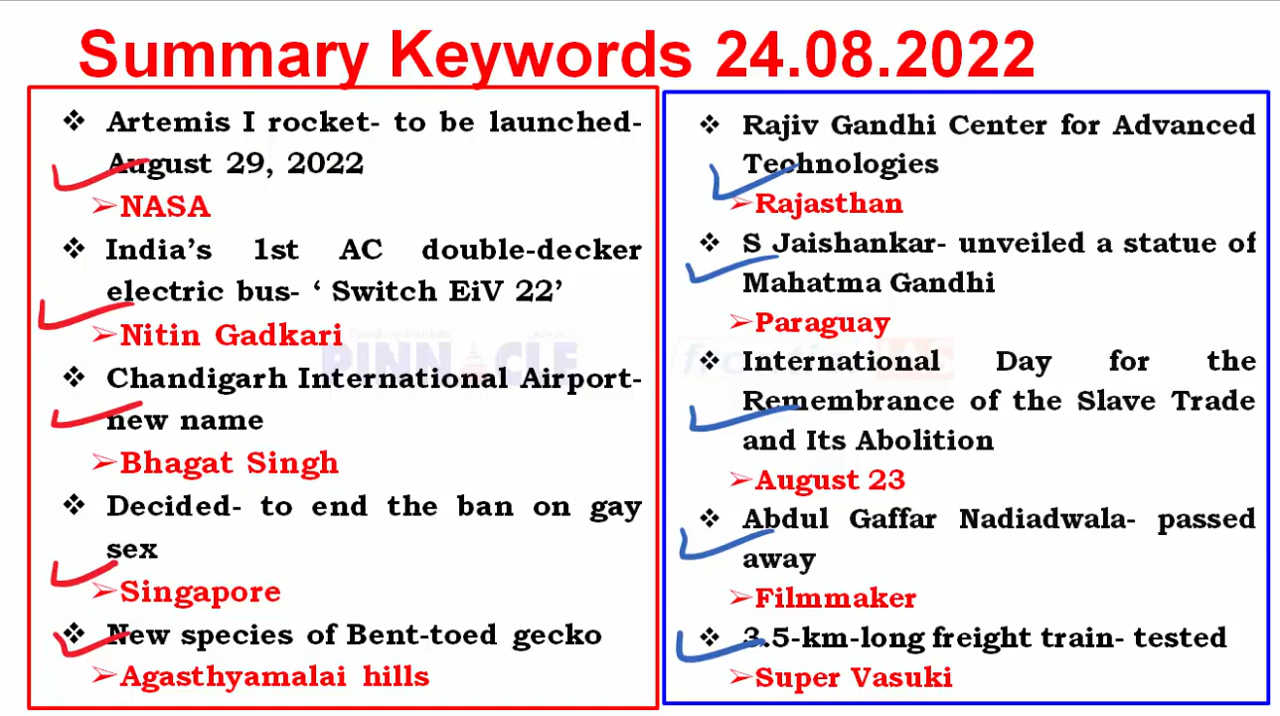 Summary Keywords 24.08.2022
❖ Artemis I rocket- to be launched-
August 29, 2022
➢NASA
❖ India’s 1st AC double-decker
electric bus- ‘ Switch EiV 22’
➢Nitin Gadkari
❖ Chandigarh International Airport-
new name
➢Bhagat Singh
❖ Decided- to end the ban on gay
sex
➢Singapore
❖ New species of Bent-toed gecko
➢Agasthyamalai hills
❖ Rajiv Gandhi Center for Advanced
Technologies
➢Rajasthan
❖ S Jaishankar- unveiled a statue of
Mahatma Gandhi
➢Paraguay
❖ International Day for the
Remembrance of the Slave Trade
and Its Abolition
➢August 23
❖ Abdul Gaffar Nadiadwala- passed
away
➢Filmmaker
❖ 3.5-km-long freight train- tested
➢Super Vasuki
PINNACLE